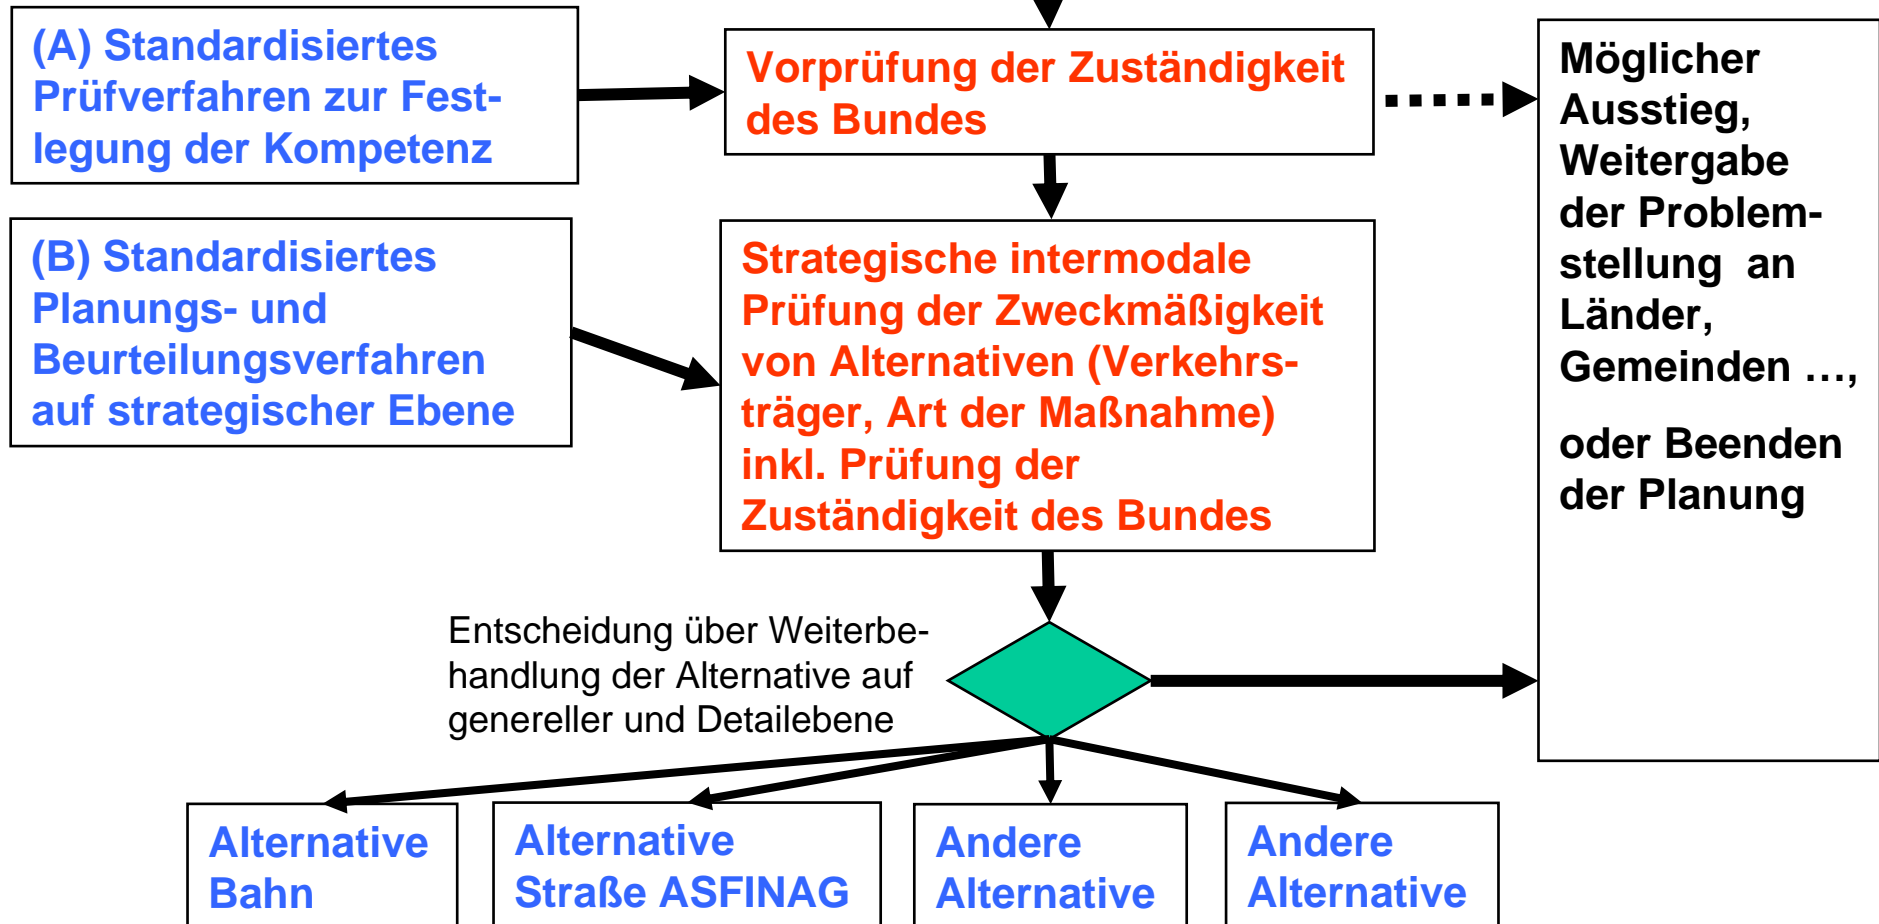 (A) Standardisiertes
Prüfverfahren zur Fest-
legung der Kompetenz
Vorprüfung der Zuständigkeit
des Bundes
Möglicher
Ausstieg,
Weitergabe
der Problem-
stellung an
Länder,
Gemeinden …,
oder Beenden
der Planung
(B) Standardisiertes
Planungs- und
Beurteilungsverfahren
auf strategischer Ebene
Strategische intermodale
Prüfung der Zweckmäßigkeit
von Alternativen (Verkehrs-
träger, Art der Maßnahme)
inkl. Prüfung der
Zuständigkeit des Bundes
Entscheidung über Weiterbe-
handlung der Alternative auf
genereller und Detailebene
Alternative
Bahn
Alternative
Straße ASFINAG
Andere
Alternative
Andere
Alternative